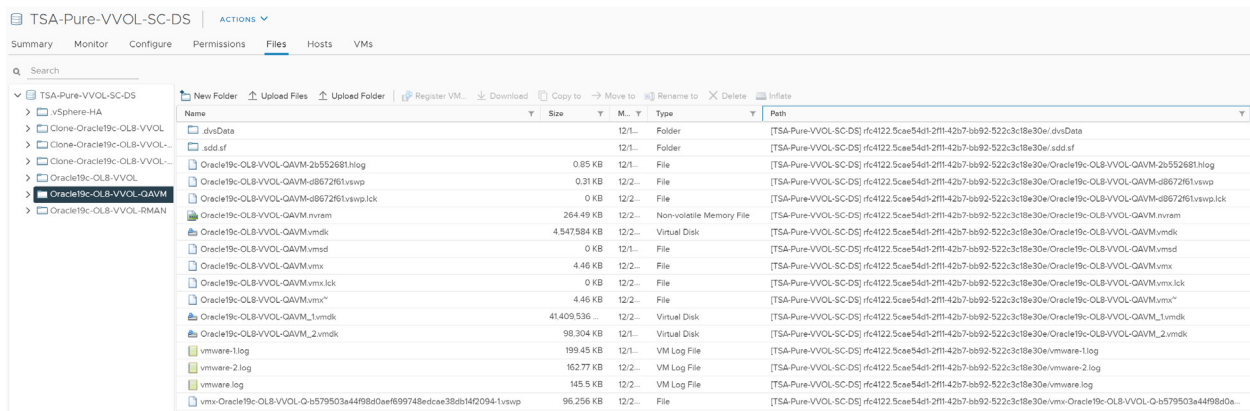 TSA-Pure-VVOL-SC-DS ACTIONS
Summary Monitor Configure Permissions Files Hosts VMs
Search
TSA-Pure-VVOL-SC-DS
.vSphere-HA
Clone-Oracle19c-OL8-VVOL
Clone-Oracle19c-OL8-VVOL-...
Clone-Oracle19c-OL8-VVOL-...
Oracle19c-OL8-VVOL
Oracle19c-OL8-VVOL-QAVM
Oracle19c-OL8-VVOL-RMAN
New Folder Upload Files Upload Folder Register VM... Download Copy to Move to Rename to Delete Inflate
Name Size M... Type Path
.dvsData 12/1... Folder [TSA-Pure-VVOL-SC-DS] rfc4122.5cae54d1-2f11-42b7-bb92-522c3c18e30e/.dvsData
.sdd.sf 12/1... Folder [TSA-Pure-VVOL-SC-DS] rfc4122.5cae54d1-2f11-42b7-bb92-522c3c18e30e/.sdd.sf
Oracle19c-OL8-VVOL-QAVM-2b552681.hlog 0.85 KB 12/1... File [TSA-Pure-VVOL-SC-DS] rfc4122.5cae54d1-2f11-42b7-bb92-522c3c18e30e/Oracle19c-OL8-VVOL-QAVM-2b552681.hlog
Oracle19c-OL8-VVOL-QAVM-d8672f61.vswp 0.31 KB 12/2... File [TSA-Pure-VVOL-SC-DS] rfc4122.5cae54d1-2f11-42b7-bb92-522c3c18e30e/Oracle19c-OL8-VVOL-QAVM-d8672f61.vswp
Oracle19c-OL8-VVOL-QAVM-d8672f61.vswp.lck 0 KB 12/2... File [TSA-Pure-VVOL-SC-DS] rfc4122.5cae54d1-2f11-42b7-bb92-522c3c18e30e/Oracle19c-OL8-VVOL-QAVM-d8672f61.vswp.lck
Oracle19c-OL8-VVOL-QAVM.nvram 264.49 KB 12/2... Non-volatile Memory File [TSA-Pure-VVOL-SC-DS] rfc4122.5cae54d1-2f11-42b7-bb92-522c3c18e30e/Oracle19c-OL8-VVOL-QAVM.nvram
Oracle19c-OL8-VVOL-QAVM.vmdk 4,547,584 KB 12/2... Virtual Disk [TSA-Pure-VVOL-SC-DS] rfc4122.5cae54d1-2f11-42b7-bb92-522c3c18e30e/Oracle19c-OL8-VVOL-QAVM.vmdk
Oracle19c-OL8-VVOL-QAVM.vmsd 0 KB 12/1... File [TSA-Pure-VVOL-SC-DS] rfc4122.5cae54d1-2f11-42b7-bb92-522c3c18e30e/Oracle19c-OL8-VVOL-QAVM.vmsd
Oracle19c-OL8-VVOL-QAVM.vmx 4.46 KB 12/2... File [TSA-Pure-VVOL-SC-DS] rfc4122.5cae54d1-2f11-42b7-bb92-522c3c18e30e/Oracle19c-OL8-VVOL-QAVM.vmx
Oracle19c-OL8-VVOL-QAVM.vmx.lck 0 KB 12/2... File [TSA-Pure-VVOL-SC-DS] rfc4122.5cae54d1-2f11-42b7-bb92-522c3c18e30e/Oracle19c-OL8-VVOL-QAVM.vmx.lck
Oracle19c-OL8-VVOL-QAVM.vmx~ 4.46 KB 12/2... File [TSA-Pure-VVOL-SC-DS] rfc4122.5cae54d1-2f11-42b7-bb92-522c3c18e30e/Oracle19c-OL8-VVOL-QAVM.vmx~
Oracle19c-OL8-VVOL-QAVM_1.vmdk 41,409,536 ... 12/2... Virtual Disk [TSA-Pure-VVOL-SC-DS] rfc4122.5cae54d1-2f11-42b7-bb92-522c3c18e30e/Oracle19c-OL8-VVOL-QAVM_1.vmdk
Oracle19c-OL8-VVOL-QAVM_2.vmdk 98,304 KB 12/1... Virtual Disk [TSA-Pure-VVOL-SC-DS] rfc4122.5cae54d1-2f11-42b7-bb92-522c3c18e30e/Oracle19c-OL8-VVOL-QAVM_2.vmdk
vmware-1.log 199.45 KB 12/1... VM Log File [TSA-Pure-VVOL-SC-DS] rfc4122.5cae54d1-2f11-42b7-bb92-522c3c18e30e/vmware-1.log
vmware-2.log 162.77 KB 12/2... VM Log File [TSA-Pure-VVOL-SC-DS] rfc4122.5cae54d1-2f11-42b7-bb92-522c3c18e30e/vmware-2.log
vmware.log 145.5 KB 12/2... VM Log File [TSA-Pure-VVOL-SC-DS] rfc4122.5cae54d1-2f11-42b7-bb92-522c3c18e30e/vmware.log
vmx-Oracle19c-OL8-VVOL-Q-b579503a44f98d0aef699748edcae38db14f2094-1.vswp 96,256 KB 12/2... File [TSA-Pure-VVOL-SC-DS] rfc4122.5cae54d1-2f11-42b7-bb92-522c3c18e30e/vmx-Oracle19c-OL8-VVOL-Q-b579503a44f98d0a...